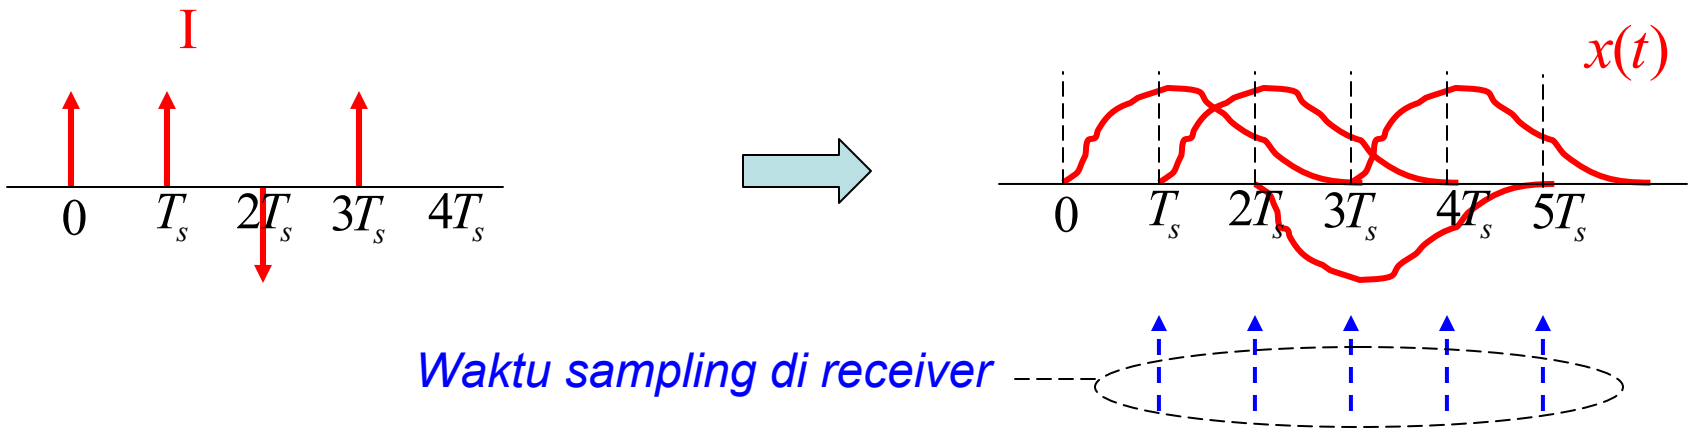 I
x(t)
0 Tₛ 2Tₛ 3Tₛ 4Tₛ
0 Tₛ 2Tₛ 3Tₛ 4Tₛ 5Tₛ
Waktu sampling di receiver